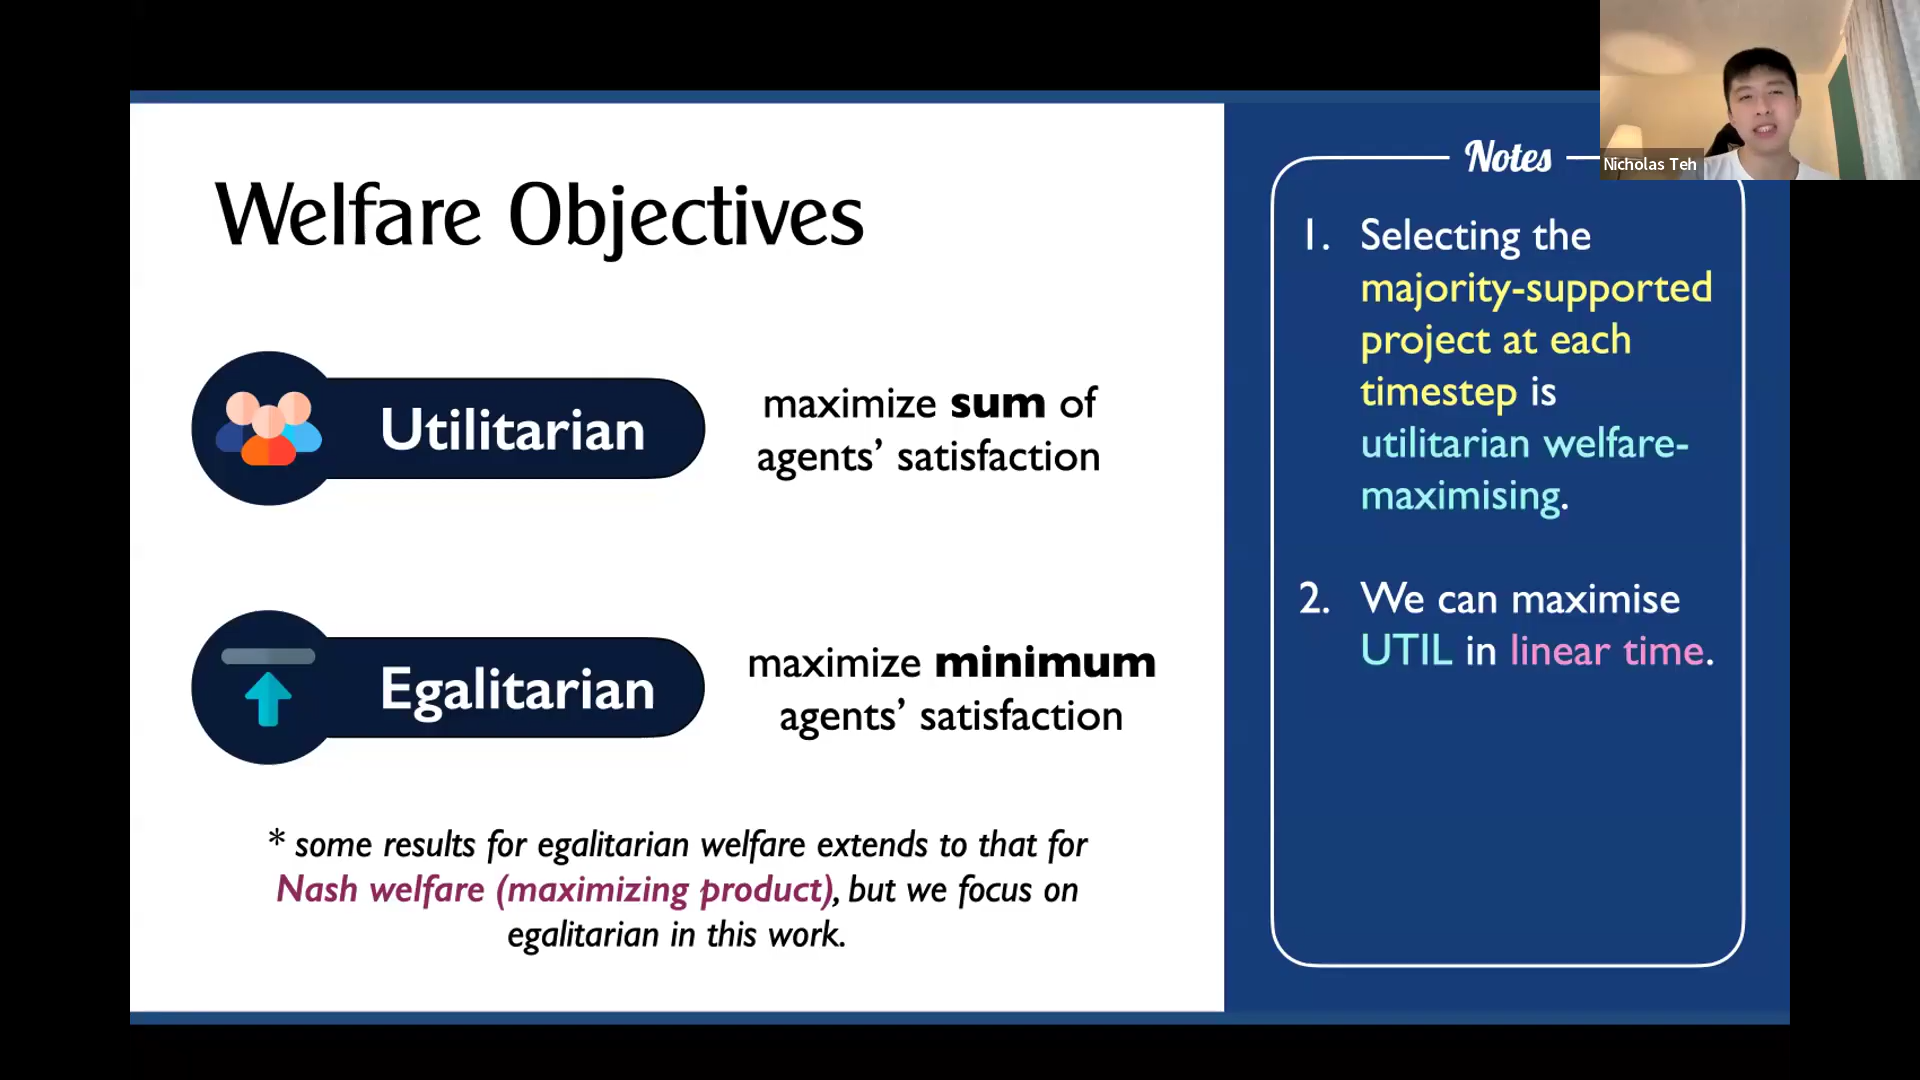 Welfare Objectives
Utilitarian
maximize sum of
agents’ satisfaction
Egalitarian
maximize minimum
agents’ satisfaction
* some results for egalitarian welfare extends to that for
Nash welfare (maximizing product), but we focus on
egalitarian in this work.
Notes
1. Selecting the
majority-supported
project at each
timestep is
utilitarian welfare-
maximising.
2. We can maximise
UTIL in linear time.
Nicholas Teh